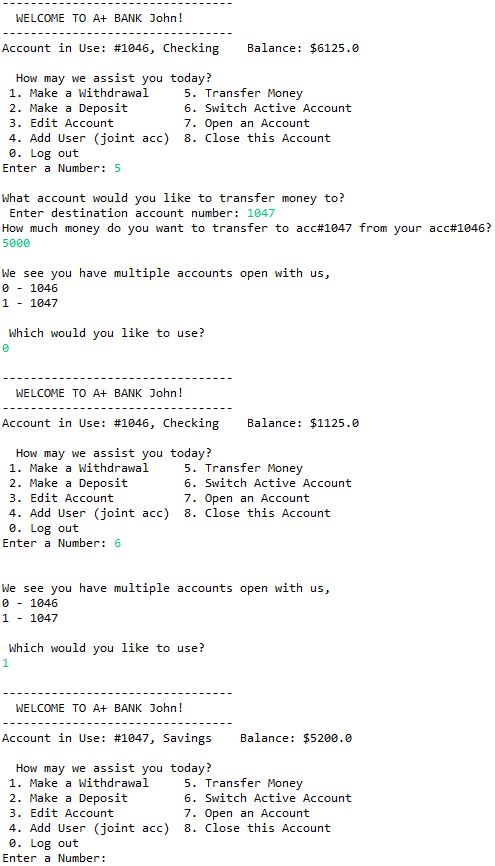 ---------------------------------
  WELCOME TO A+ BANK John!
---------------------------------
Account in Use: #1046, Checking    Balance: $6125.0

  How may we assist you today?
 1. Make a Withdrawal     5. Transfer Money
 2. Make a Deposit        6. Switch Active Account
 3. Edit Account          7. Open an Account
 4. Add User (joint acc)  8. Close this Account
 0. Log out
Enter a Number: 5

What account would you like to transfer money to?
 Enter destination account number: 1047
How much money do you want to transfer to acc#1047 from your acc#1046?
5000

We see you have multiple accounts open with us,
0 - 1046
1 - 1047

 Which would you like to use?
0

---------------------------------
  WELCOME TO A+ BANK John!
---------------------------------
Account in Use: #1046, Checking    Balance: $1125.0

  How may we assist you today?
 1. Make a Withdrawal     5. Transfer Money
 2. Make a Deposit        6. Switch Active Account
 3. Edit Account          7. Open an Account
 4. Add User (joint acc)  8. Close this Account
 0. Log out
Enter a Number: 6


We see you have multiple accounts open with us,
0 - 1046
1 - 1047

 Which would you like to use?
1

---------------------------------
  WELCOME TO A+ BANK John!
---------------------------------
Account in Use: #1047, Savings    Balance: $5200.0

  How may we assist you today?
 1. Make a Withdrawal     5. Transfer Money
 2. Make a Deposit        6. Switch Active Account
 3. Edit Account          7. Open an Account
 4. Add User (joint acc)  8. Close this Account
 0. Log out
Enter a Number: